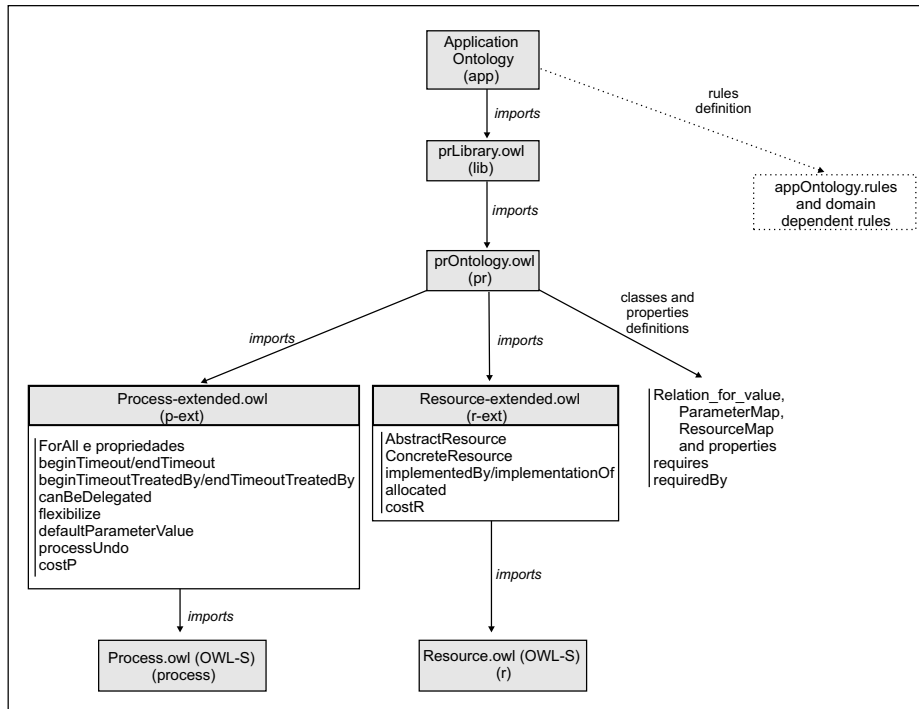 Application
Ontology
(app)
rules
definition
imports
prLibrary.owl
(lib)
appOntology.rules
and domain
dependent rules
imports
prOntology.owl
(pr)
classes and
properties
definitions
imports
imports
Process-extended.owl
(p-ext)
ForAll e propriedades
beginTimeout/endTimeout
beginTimeoutTreatedBy/endTimeoutTreatedBy
canBeDelegated
flexibilize
defaultParameterValue
processUndo
costP
Resource-extended.owl
(r-ext)
AbstractResource
ConcreteResource
implementedBy/implementationOf
allocated
costR
Relation_for_value,
ParameterMap,
ResourceMap
and properties
requires
requiredBy
imports
imports
Process.owl (OWL-S)
(process)
Resource.owl (OWL-S)
(r)